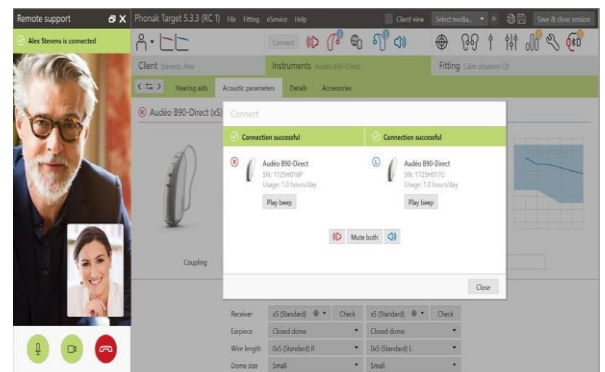 Remote support
Phonak Target 5.3.3 (RC 1) File Fitting eService Help
Client view Select media... Save & close session
Alex Stevens is connected
Connect
Client Stevens, Alex
Instruments Audéo B90-Direct
Fitting Calm situation
Hearing aids Acoustic parameters Details Accessories
R Audéo B90-Direct (xS)
Connect
Connection successful Connection successful
R Audéo B90-Direct
SN: 1729H016P
Usage: 1.0 hours/day
Play beep
L Audéo B90-Direct
SN: 1729H017U
Usage: 1.0 hours/day
Play beep
Mute both
Close
Coupling
Receiver xS (Standard) Check xS (Standard) Check
Earpiece Closed dome Closed dome
Wire length 0xS (Standard) R 0xS (Standard) L
Dome size Small Small